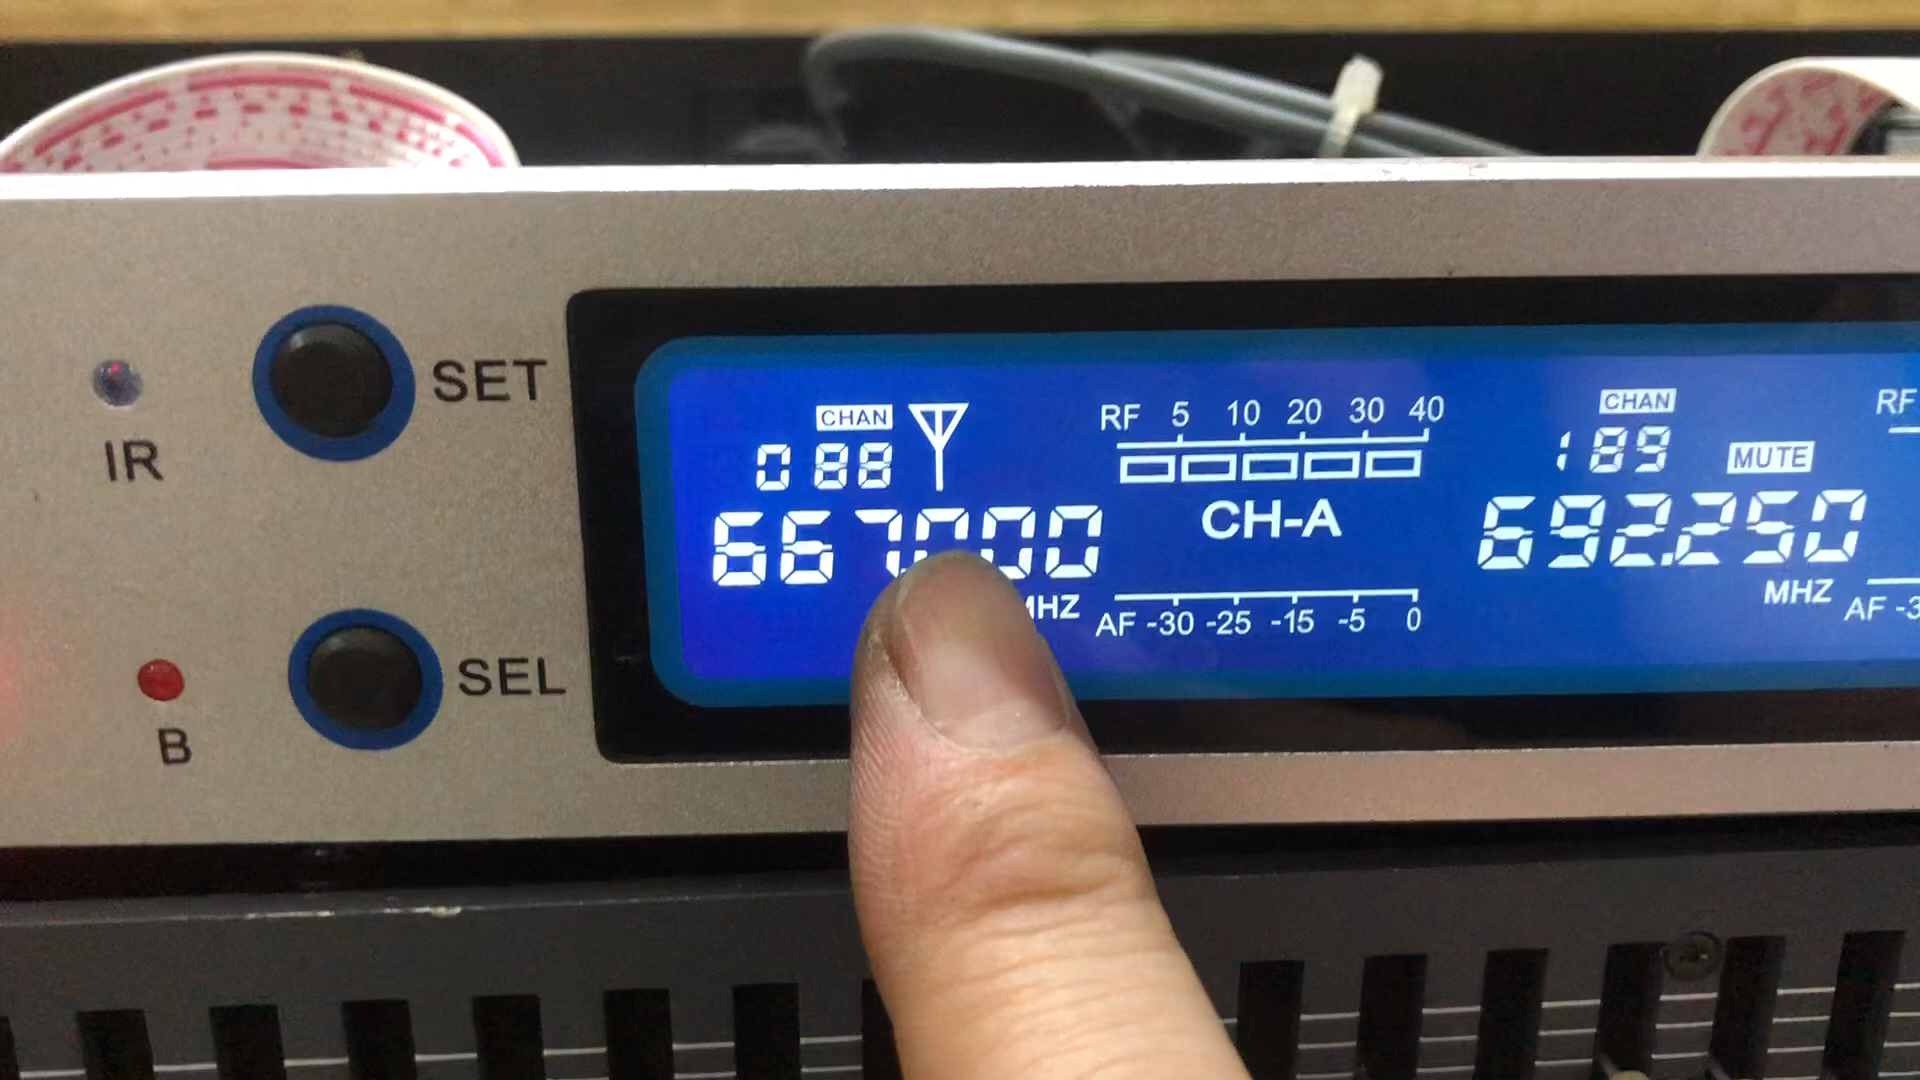 SET
IR
SEL
B
CHAN
088
667.000
MHZ
RF 5 10 20 30 40
CH-A
AF -30 -25 -15 -5 0
CHAN
189
MUTE
692.250
MHZ
RF
AF -3